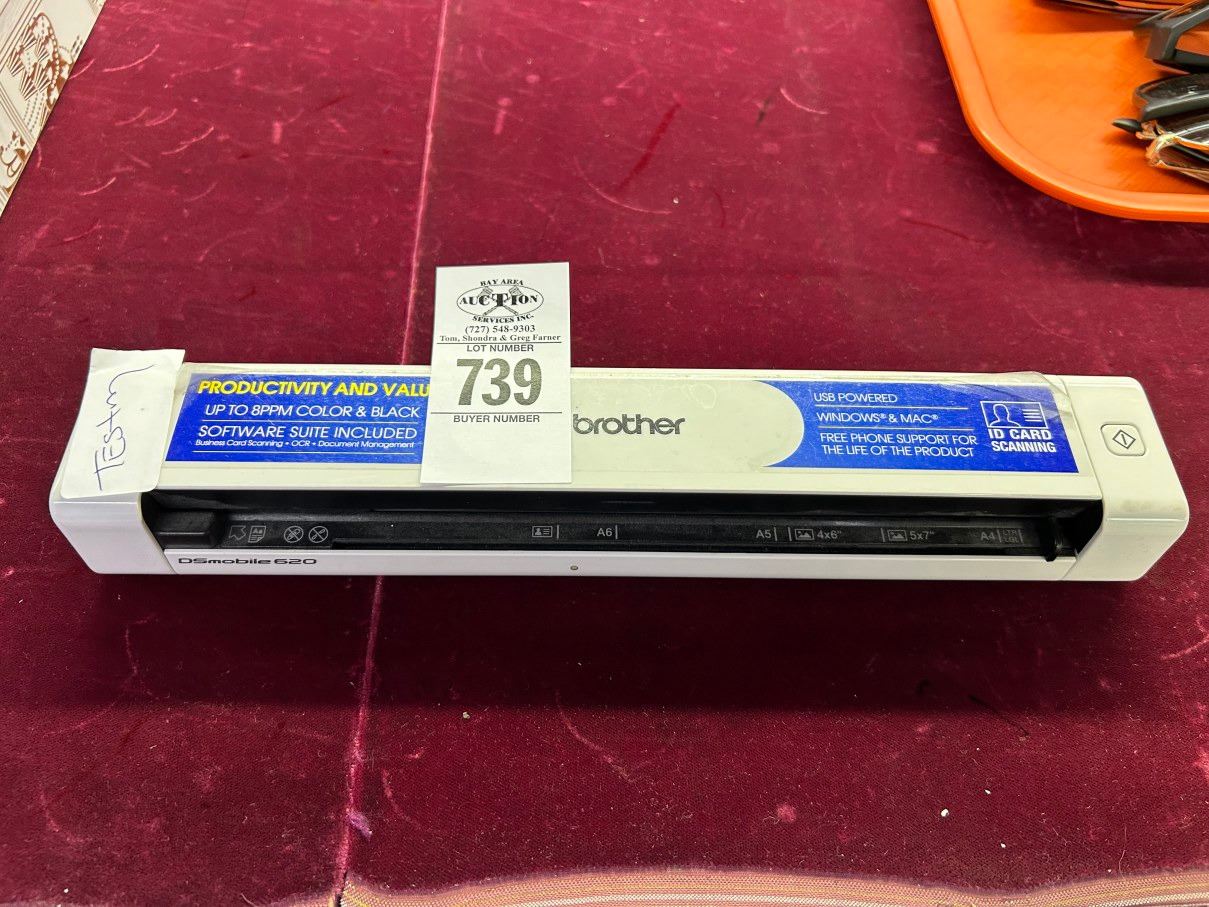 BAY AREA
AUCTION
SERVICES INC.
(727) 548-9303
Tom, Shondra & Greg Farner
LOT NUMBER
739
BUYER NUMBER
PRODUCTIVITY AND VALU
UP TO 8PPM COLOR & BLACK
SOFTWARE SUITE INCLUDED
Business Card Scanning • OCR • Document Management
brother
USB POWERED
WINDOWS® & MAC®
FREE PHONE SUPPORT FOR
THE LIFE OF THE PRODUCT
ID CARD
SCANNING
A6
A5
4x6"
5x7"
A4
LTR
DSmobile 620